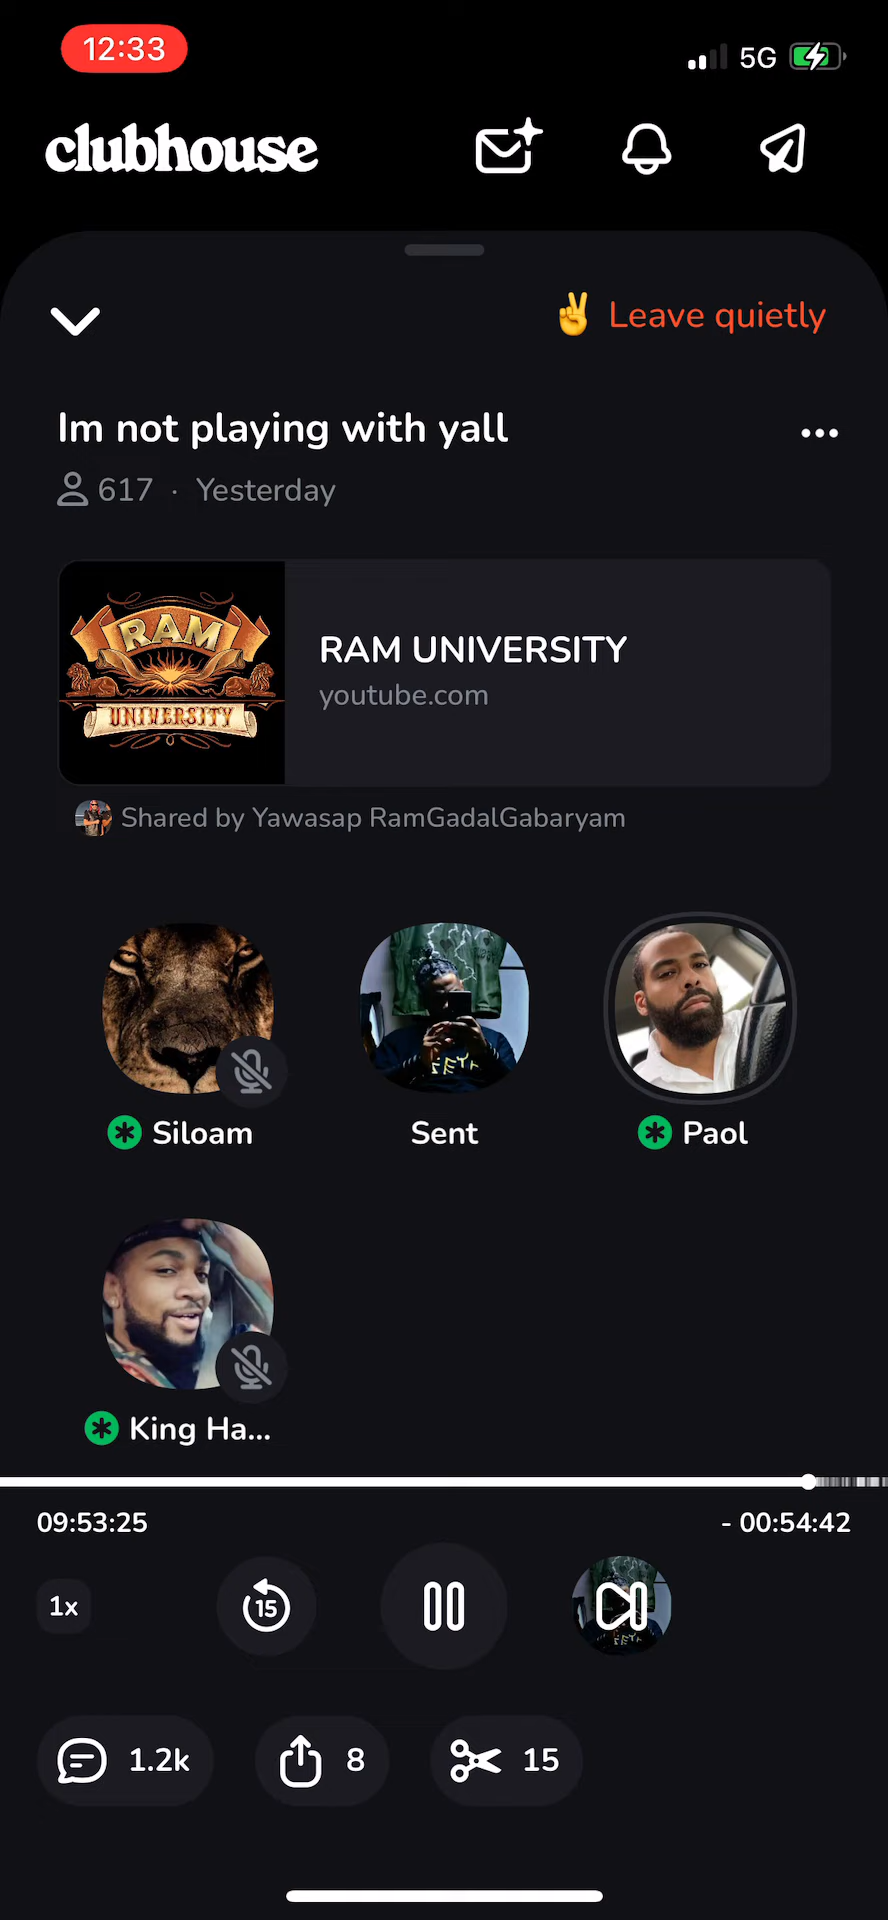 12:33
5G
clubhouse
✌️ Leave quietly
Im not playing with yall
617 · Yesterday
RAM
UNIVERSITY
RAM UNIVERSITY
youtube.com
Shared by Yawasap RamGadalGabaryam
Siloam
Sent
Paol
King Ha...
09:53:25
- 00:54:42
1x
15
1.2k
8
15